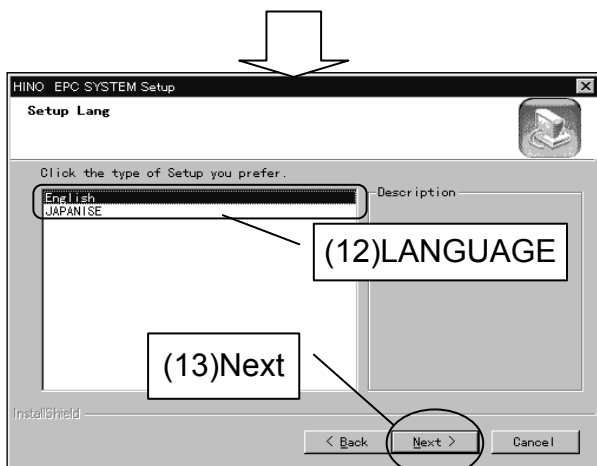 HINO EPC SYSTEM Setup
Setup Lang
Click the type of Setup you prefer.
English
JAPANISE
Description
(12)LANGUAGE
(13)Next
InstallShield
< Back
Next >
Cancel